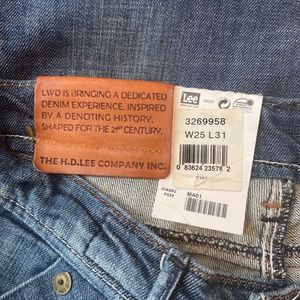 LWD IS BRINGING A DEDICATED
DENIM EXPERIENCE. INSPIRED
BY A DENOTING HISTORY.
SHAPED FOR THE 21ST CENTURY.
THE H.D.LEE COMPANY INC.
Lee
3269958
W25 L31
0 83624 23578 2
MA01